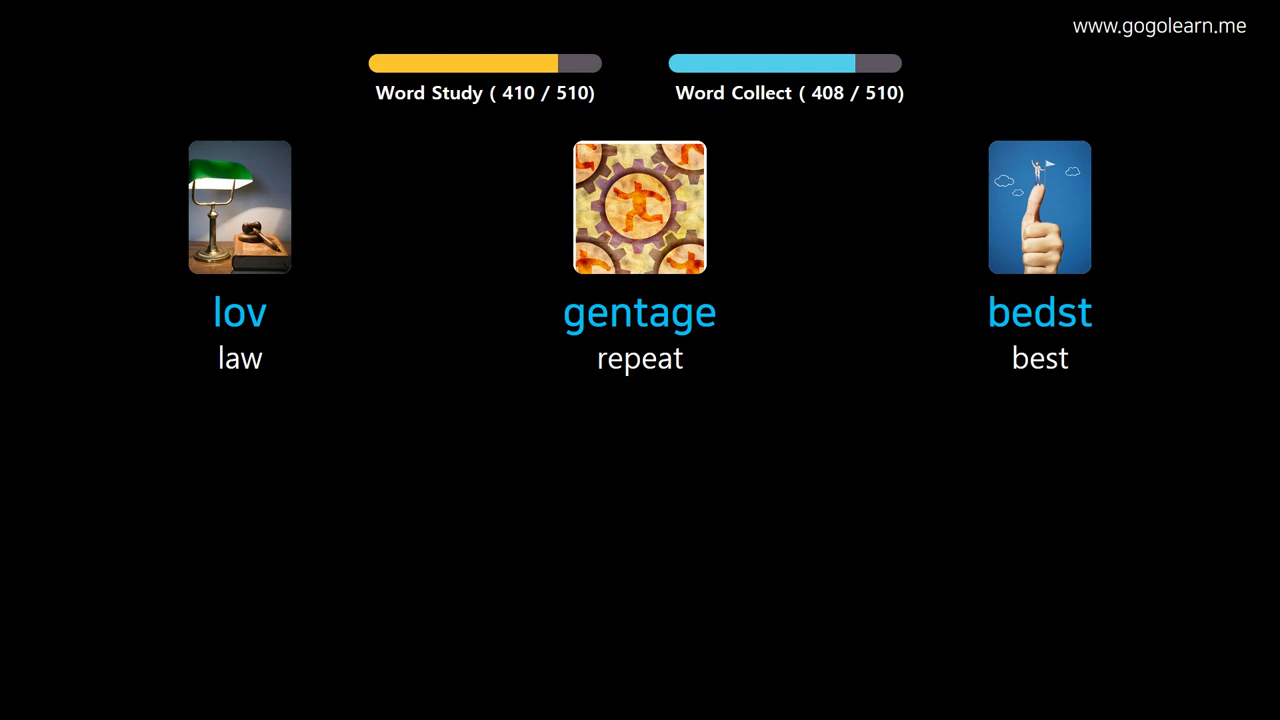 www.gogolearn.me
Word Study ( 410 / 510)
Word Collect ( 408 / 510)
lov
law
gentage
repeat
bedst
best